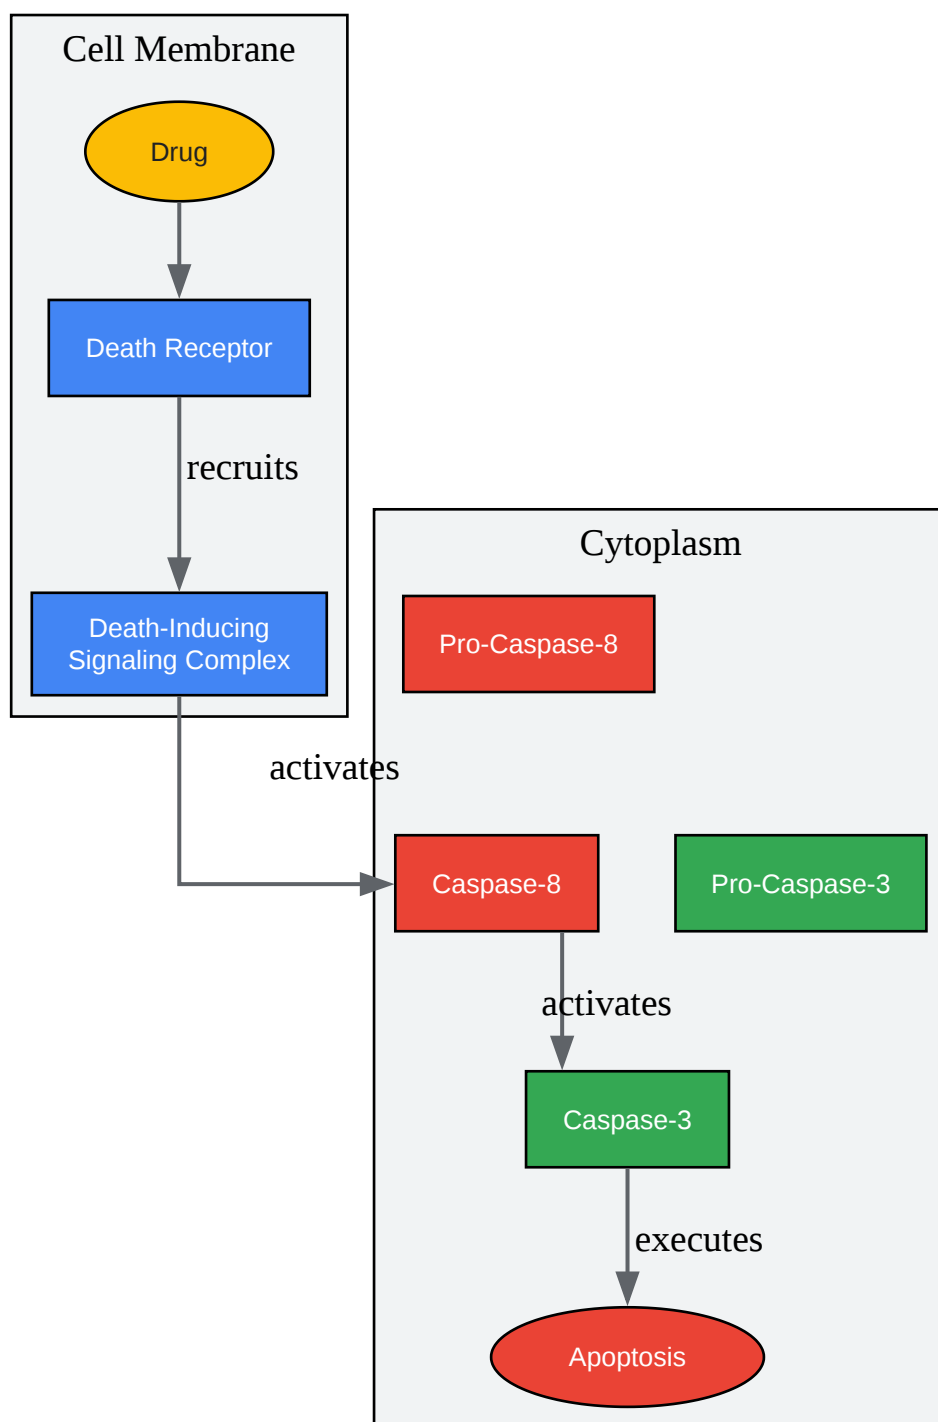 Cell Membrane
Drug
Death Receptor
recruits
Death-Inducing
Signaling Complex
activates
Cytoplasm
Pro-Caspase-8
Caspase-8
Pro-Caspase-3
activates
Caspase-3
executes
Apoptosis